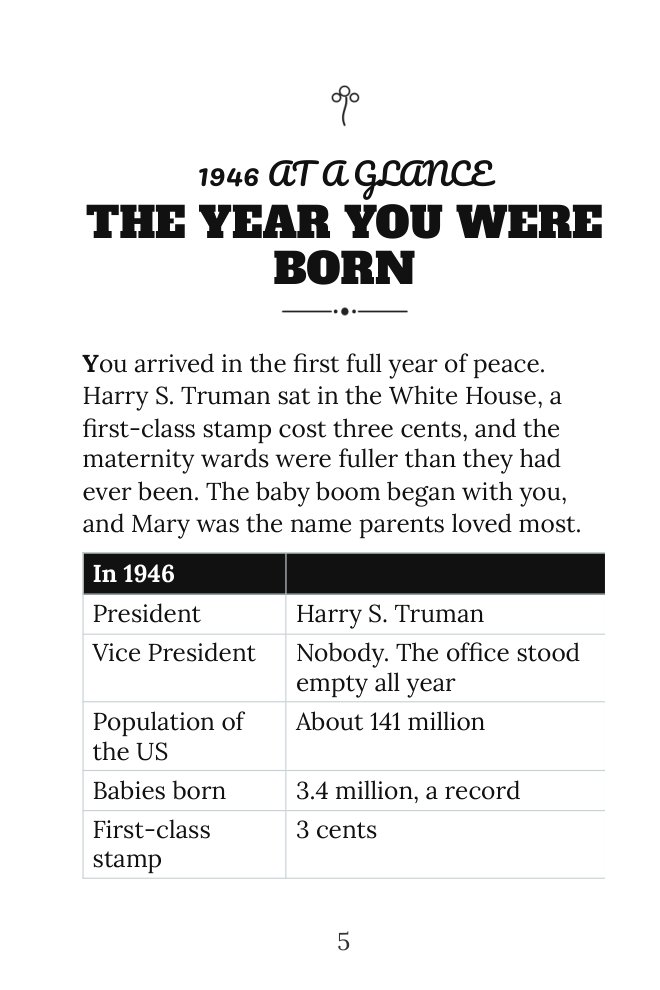 1946 AT A GLANCE
THE YEAR YOU WERE
BORN
You arrived in the first full year of peace.
Harry S. Truman sat in the White House, a
first-class stamp cost three cents, and the
maternity wards were fuller than they had
ever been. The baby boom began with you,
and Mary was the name parents loved most.
In 1946
President Harry S. Truman
Vice President Nobody. The office stood
empty all year
Population of About 141 million
the US
Babies born 3.4 million, a record
First-class 3 cents
stamp
5